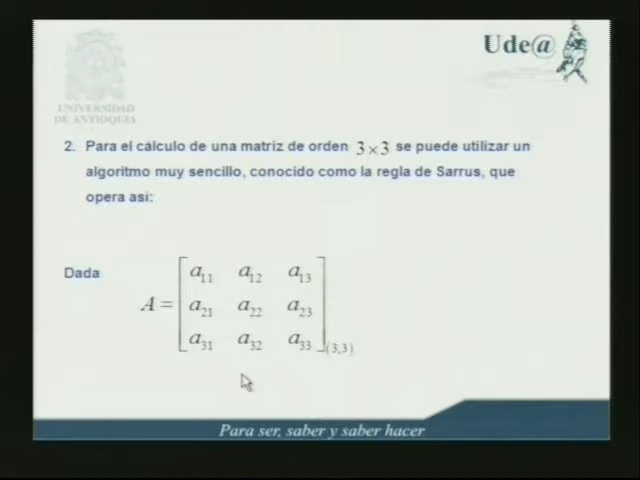 Ude@
UNIVERSIDAD
DE ANTIOQUIA
2. Para el cálculo de una matriz de orden 3×3 se puede utilizar un
algoritmo muy sencillo, conocido como la regla de Sarrus, que
opera asi:
Dada
A = [ a₁₁ a₁₂ a₁₃
a₂₁ a₂₂ a₂₃
a₃₁ a₃₂ a₃₃ ](3,3)
Para ser, saber y saber hacer